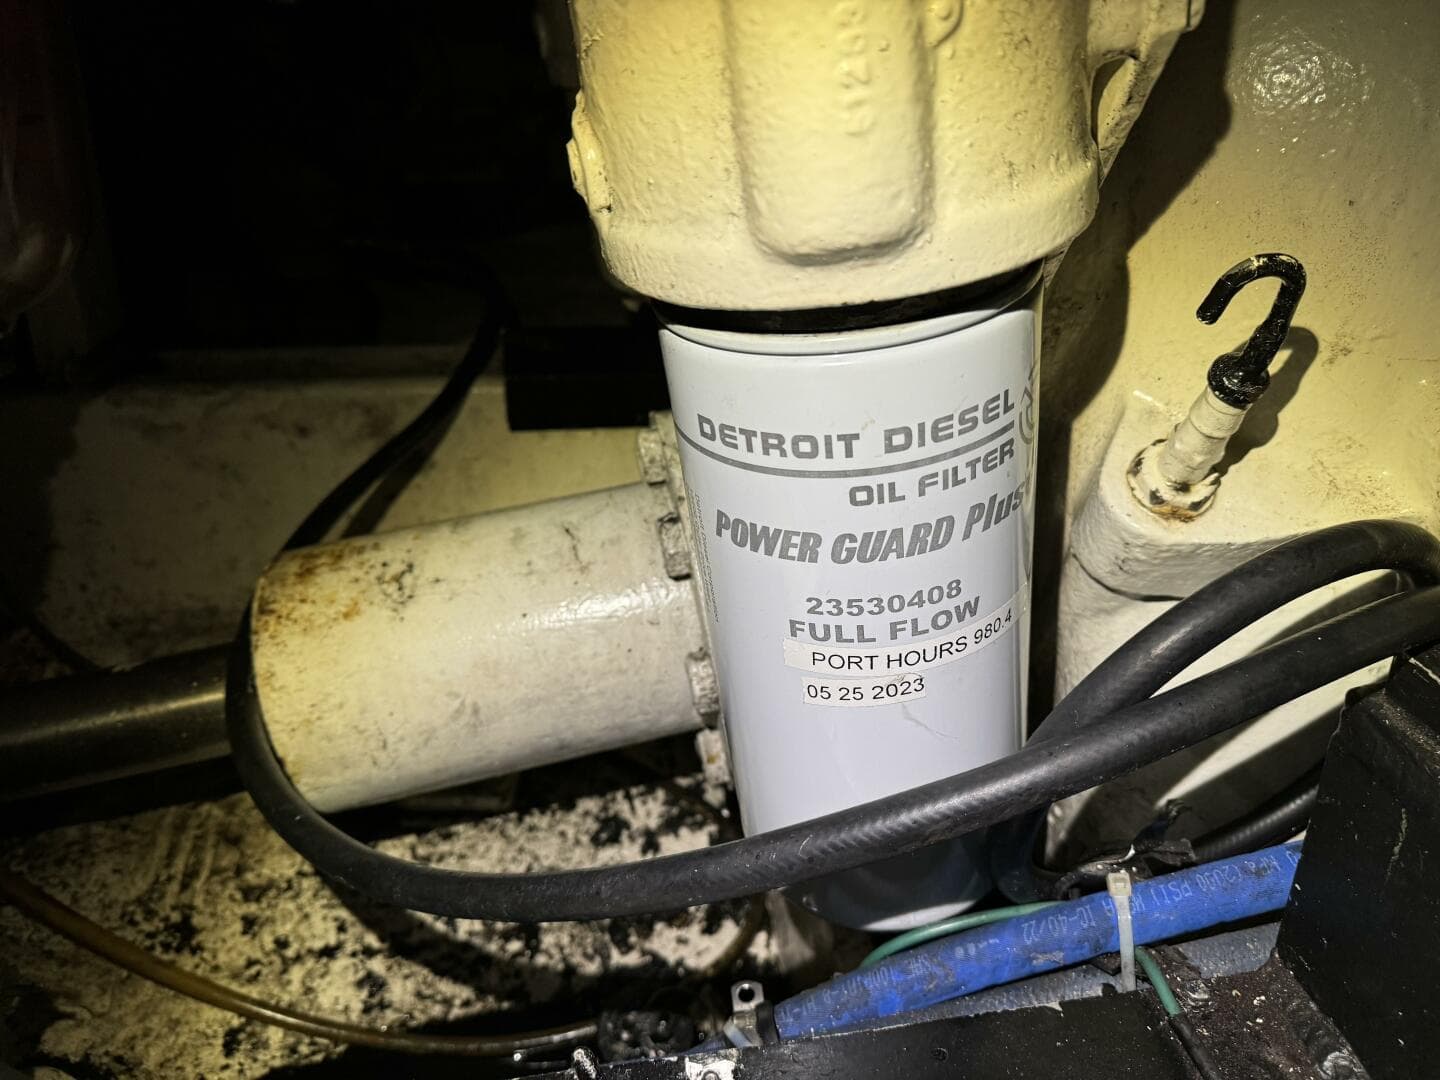 DETROIT DIESEL
OIL FILTER
POWER GUARD Plus
23530408
FULL FLOW
PORT HOURS 980.4
05 25 2023